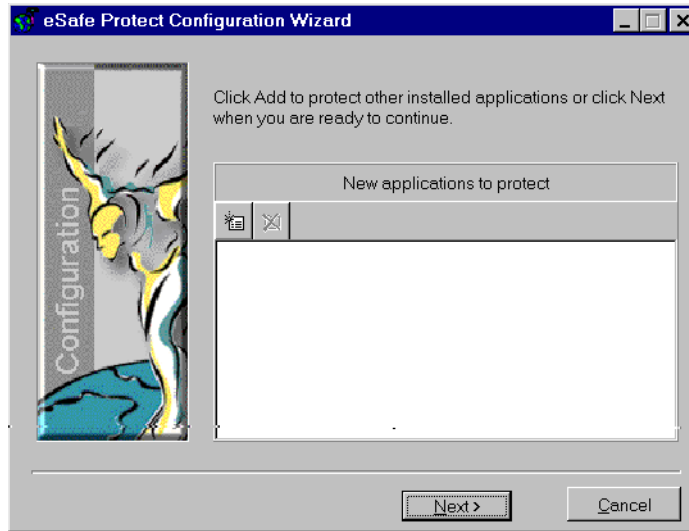 eSafe Protect Configuration Wizard
Click Add to protect other installed applications or click Next
when you are ready to continue.
New applications to protect
Configuration
Next >
Cancel